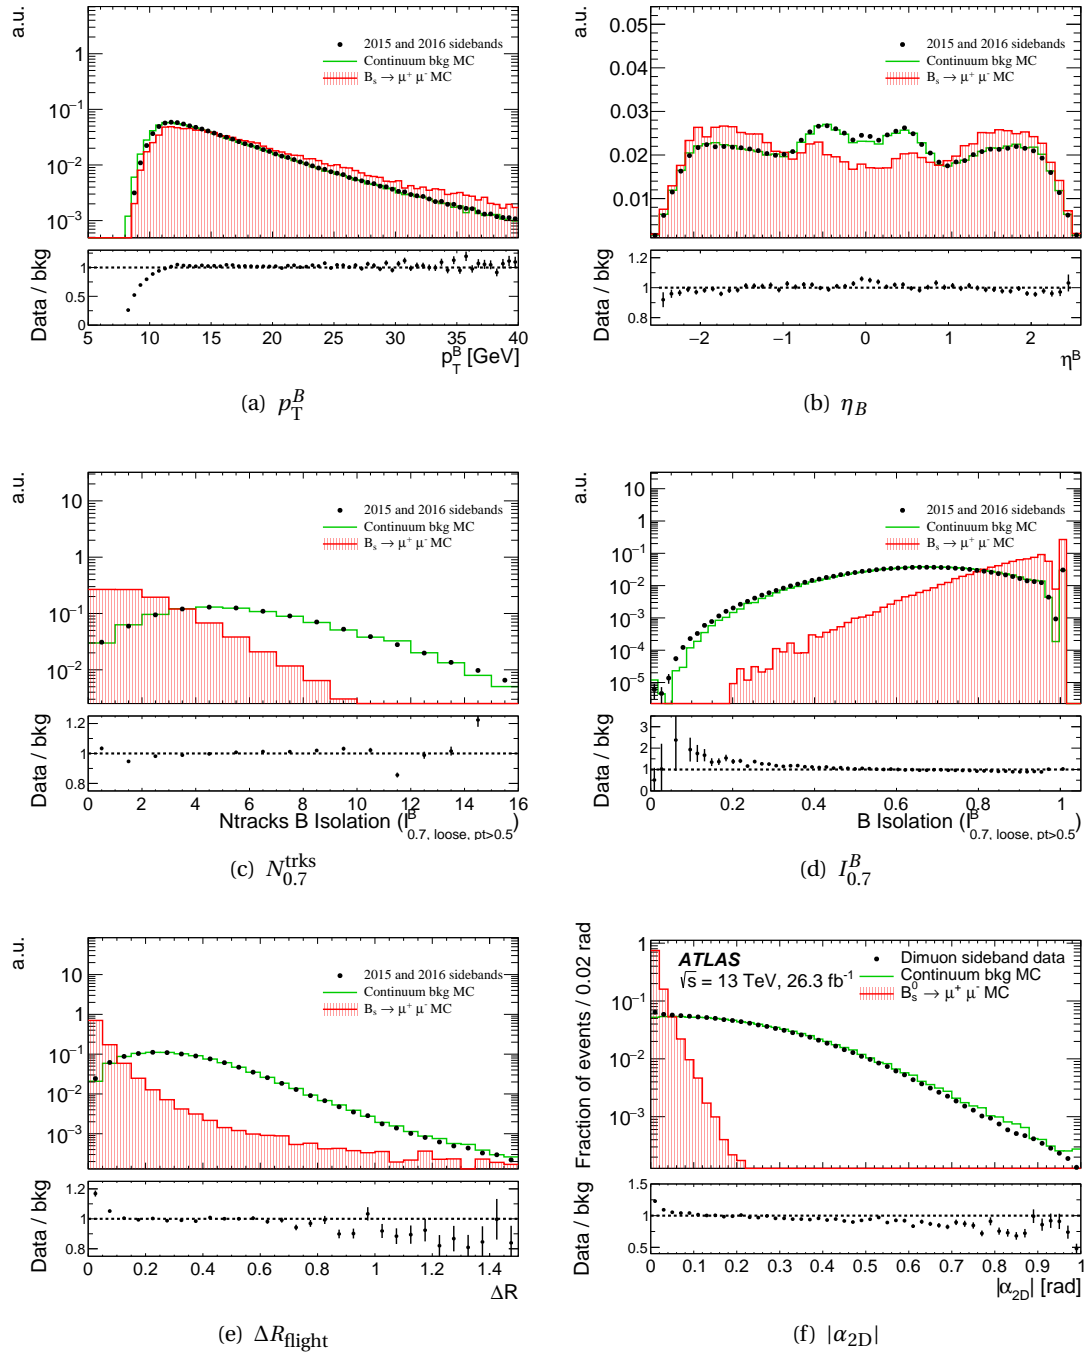 a.u.
1
10⁻¹
10⁻²
10⁻³
2015 and 2016 sidebands
Continuum bkg MC
B_s → μ⁺ μ⁻ MC
Data / bkg
1
0.5
0
5 10 15 20 25 30 35 40
p_T^B [GeV]
(a) p_T^B
a.u.
0.05
0.04
0.03
0.02
0.01
2015 and 2016 sidebands
Continuum bkg MC
B_s → μ⁺ μ⁻ MC
Data / bkg
1.2
1
0.8
−2 −1 0 1 2
η^B
(b) η_B
a.u.
10
1
10⁻¹
10⁻²
2015 and 2016 sidebands
Continuum bkg MC
B_s → μ⁺ μ⁻ MC
Data / bkg
1.2
1
0.8
0 2 4 6 8 10 12 14 16
Ntracks B Isolation (I^B_0.7, loose, pt>0.5)
(c) N_0.7^trks
a.u.
10
1
10⁻¹
10⁻²
10⁻³
10⁻⁴
10⁻⁵
2015 and 2016 sidebands
Continuum bkg MC
B_s → μ⁺ μ⁻ MC
Data / bkg
3
2
1
0
0 0.2 0.4 0.6 0.8 1
B Isolation (I^B_0.7, loose, pt>0.5)
(d) I_0.7^B
a.u.
10
1
10⁻¹
10⁻²
10⁻³
2015 and 2016 sidebands
Continuum bkg MC
B_s → μ⁺ μ⁻ MC
Data / bkg
1.2
1
0.8
0 0.2 0.4 0.6 0.8 1 1.2 1.4
ΔR
(e) ΔR_flight
Fraction of events / 0.02 rad
1
10⁻¹
10⁻²
10⁻³
ATLAS
√s = 13 TeV, 26.3 fb⁻¹
Dimuon sideband data
Continuum bkg MC
B_s^0 → μ⁺ μ⁻ MC
Data / bkg
1.5
1
0.5
0 0.1 0.2 0.3 0.4 0.5 0.6 0.7 0.8 0.9 1
|α_2D| [rad]
(f) |α_2D|